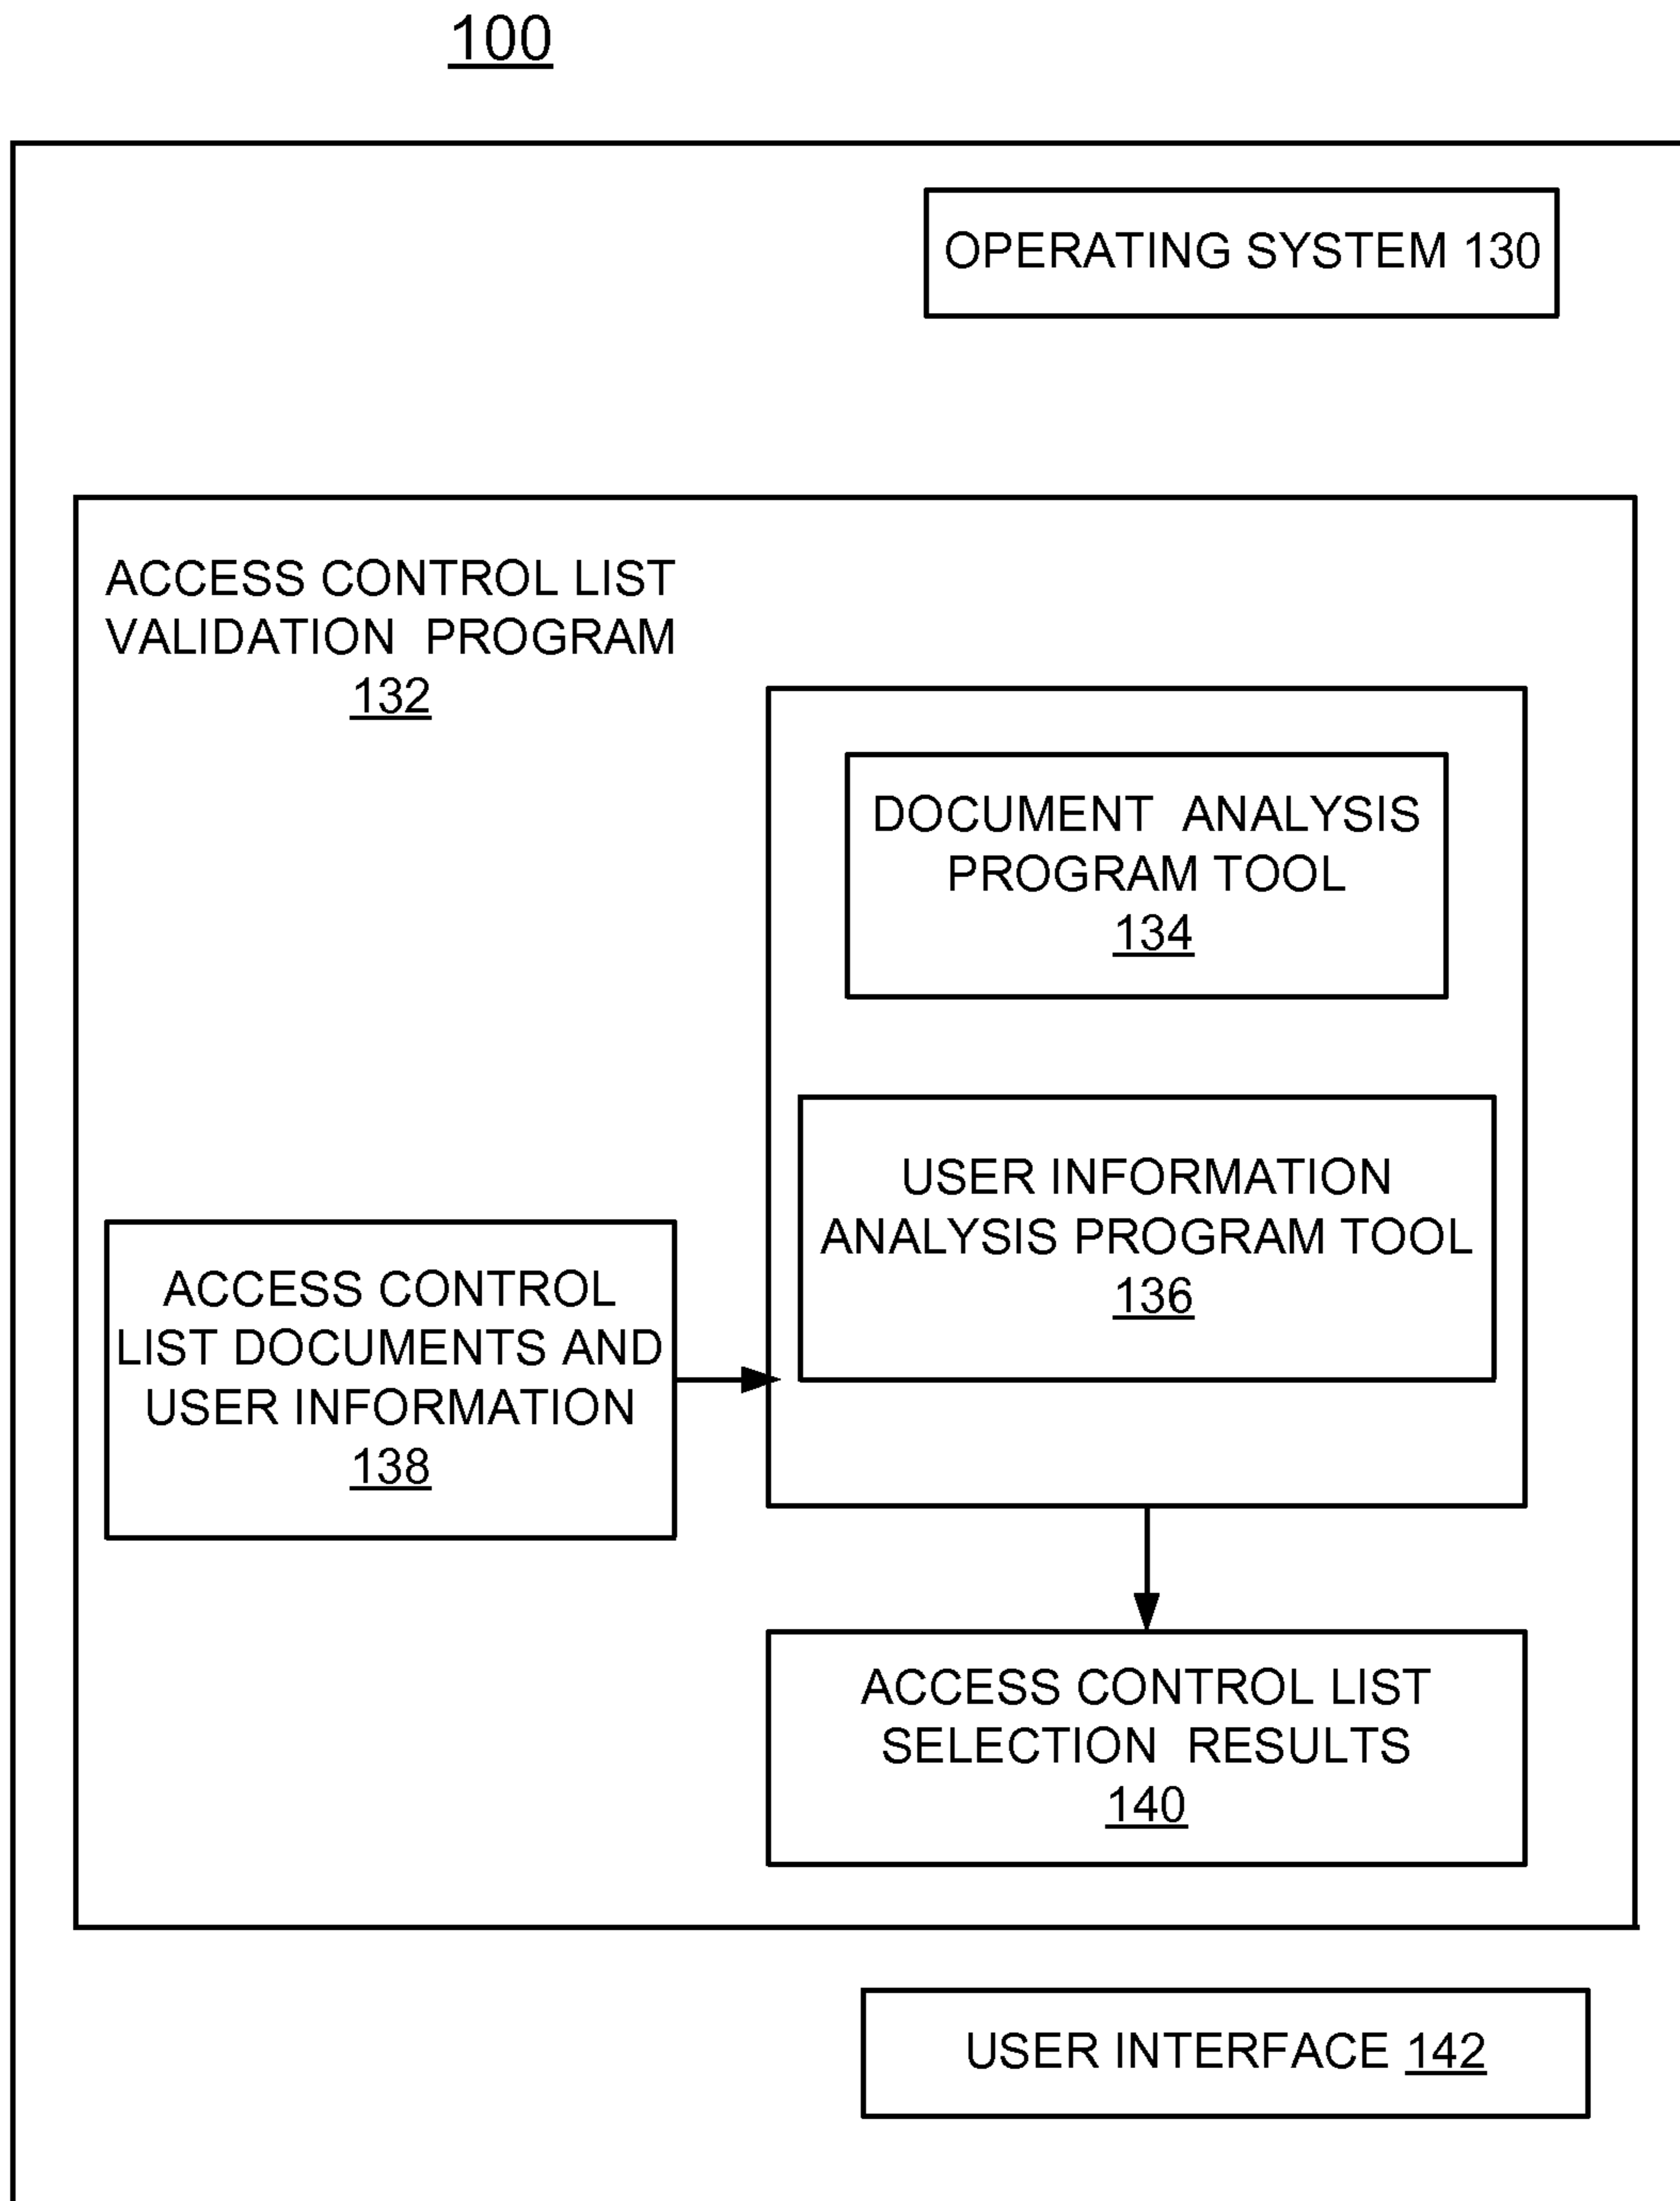 100
OPERATING SYSTEM 130
ACCESS CONTROL LIST
VALIDATION PROGRAM
132
DOCUMENT ANALYSIS
PROGRAM TOOL
134
USER INFORMATION
ANALYSIS PROGRAM TOOL
136
ACCESS CONTROL
LIST DOCUMENTS AND
USER INFORMATION
138
ACCESS CONTROL LIST
SELECTION RESULTS
140
USER INTERFACE 142